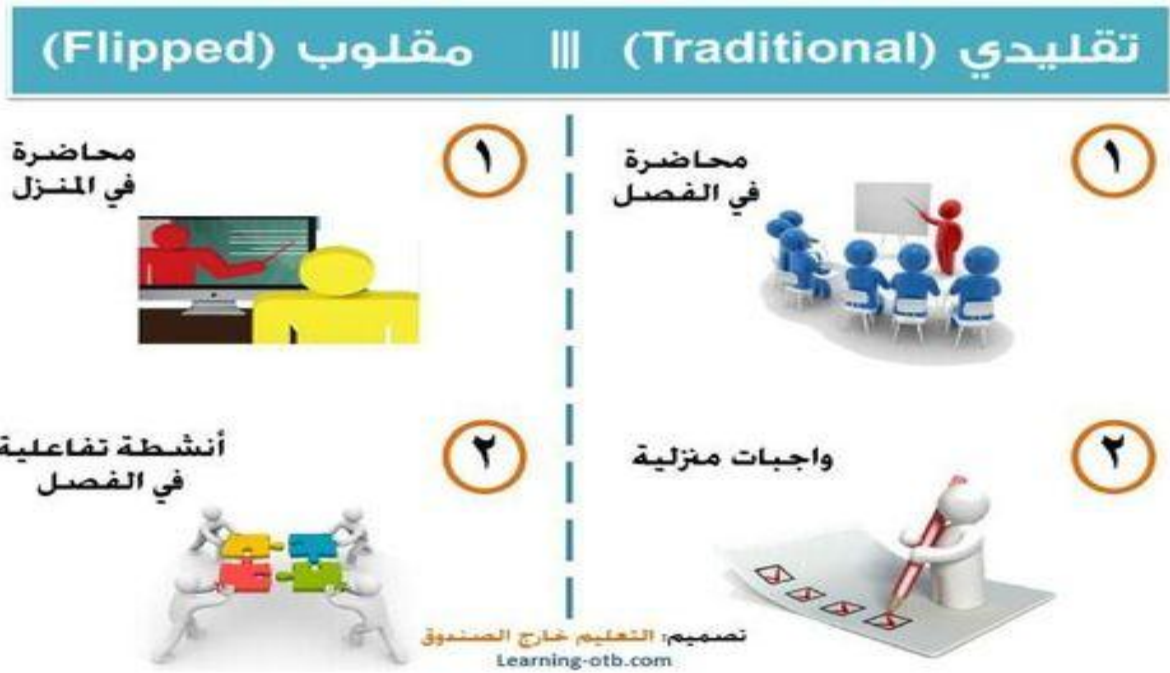 تقليدي (Traditional) ||| مقلوب (Flipped)
١
محاضرة
في الفصل
٢
واجبات منزلية
١
محاضرة
في المنزل
٢
أنشطة تفاعلية
في الفصل
تصميم: التعليم خارج الصندوق
Learning-otb.com